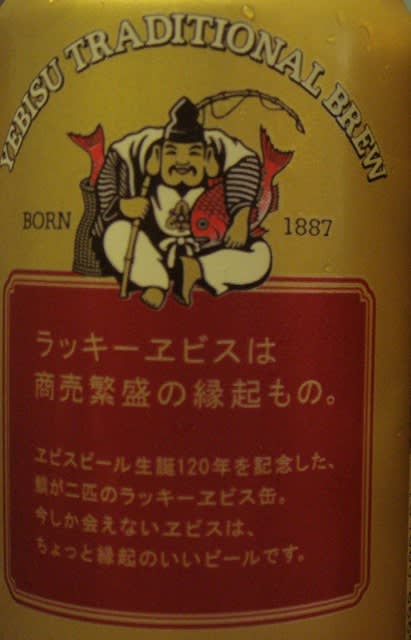 YEBISU TRADITIONAL BREW
BORN 1887
ラッキーヱビスは
商売繁盛の縁起もの。
ヱビスビール生誕120年を記念した、
鯛が二匹のラッキーヱビス缶。
今しか会えないヱビスは、
ちょっと縁起のいいビールです。